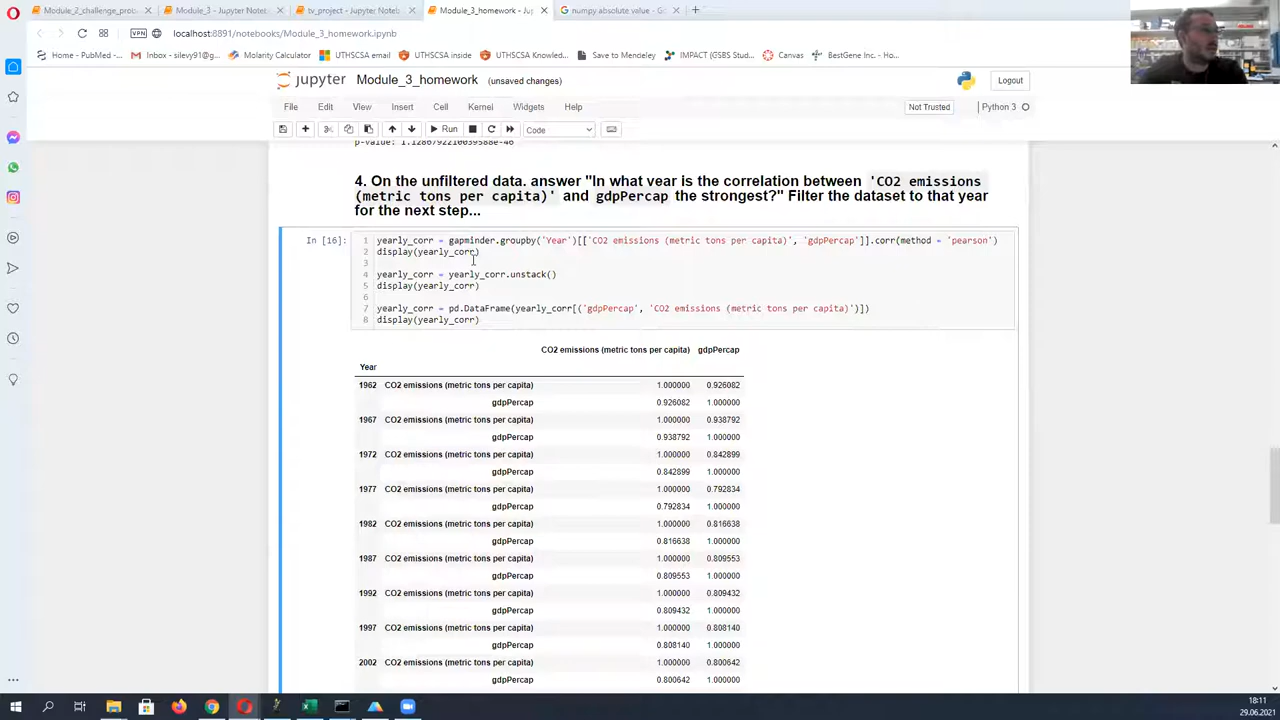 Module_2_challenge_prob
Module_3 - Jupyter Noteb
tv_project - Jupyter Noteb
Module_3_homework - Jup
numpy absolute value - Go
VPN
localhost:8891/notebooks/Module_3_homework.ipynb
Home - PubMed - NC
Inbox - silevy91@gmail
Molarity Calculator
UTHSCSA email
UTHSCSA Inside
UTHSCSA Knowled...
Save to Mendeley
IMPACT (GSBS Stud...
Canvas
BestGene Inc. - Ho...
jupyter Module_3_homework (unsaved changes)
Logout
File Edit View Insert Cell Kernel Widgets Help
Not Trusted
Python 3
Run
Code
4. On the unfiltered data. answer "In what year is the correlation between 'CO2 emissions
(metric tons per capita)' and gdpPercap the strongest?" Filter the dataset to that year
for the next step...
In [16]:
1 yearly_corr = gapminder.groupby('Year')[['CO2 emissions (metric tons per capita)', 'gdpPercap']].corr(method = 'pearson')
2 display(yearly_corr)
3
4 yearly_corr = yearly_corr.unstack()
5 display(yearly_corr)
6
7 yearly_corr = pd.DataFrame(yearly_corr[('gdpPercap', 'CO2 emissions (metric tons per capita)')])
8 display(yearly_corr)
CO2 emissions (metric tons per capita) gdpPercap
Year
1962 CO2 emissions (metric tons per capita) 1.000000 0.926082
gdpPercap 0.926082 1.000000
1967 CO2 emissions (metric tons per capita) 1.000000 0.938792
gdpPercap 0.938792 1.000000
1972 CO2 emissions (metric tons per capita) 1.000000 0.842899
gdpPercap 0.842899 1.000000
1977 CO2 emissions (metric tons per capita) 1.000000 0.792834
gdpPercap 0.792834 1.000000
1982 CO2 emissions (metric tons per capita) 1.000000 0.816638
gdpPercap 0.816638 1.000000
1987 CO2 emissions (metric tons per capita) 1.000000 0.809553
gdpPercap 0.809553 1.000000
1992 CO2 emissions (metric tons per capita) 1.000000 0.809432
gdpPercap 0.809432 1.000000
1997 CO2 emissions (metric tons per capita) 1.000000 0.808140
gdpPercap 0.808140 1.000000
2002 CO2 emissions (metric tons per capita) 1.000000 0.800642
gdpPercap 0.800642 1.000000
18:11
29.06.2021